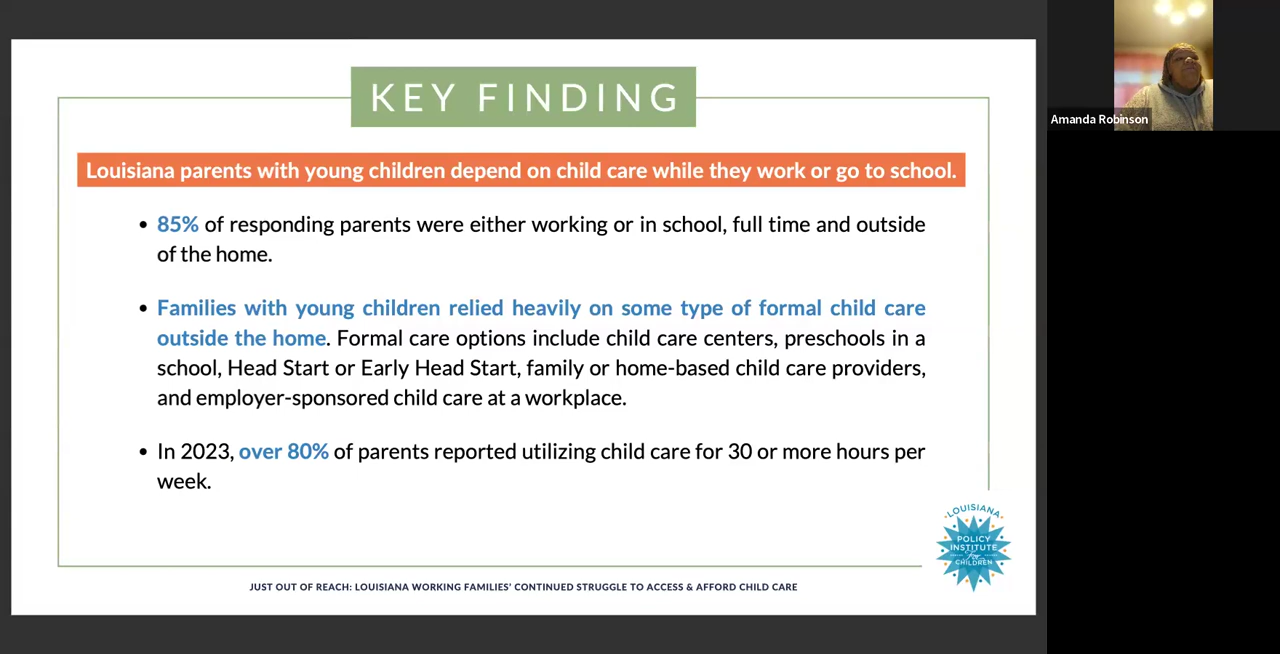 KEY FINDING
Louisiana parents with young children depend on child care while they work or go to school.
• 85% of responding parents were either working or in school, full time and outside
of the home.
• Families with young children relied heavily on some type of formal child care
outside the home. Formal care options include child care centers, preschools in a
school, Head Start or Early Head Start, family or home-based child care providers,
and employer-sponsored child care at a workplace.
• In 2023, over 80% of parents reported utilizing child care for 30 or more hours per
week.
LOUISIANA
POLICY
INSTITUTE
For
CHILDREN
JUST OUT OF REACH: LOUISIANA WORKING FAMILIES' CONTINUED STRUGGLE TO ACCESS & AFFORD CHILD CARE
Amanda Robinson